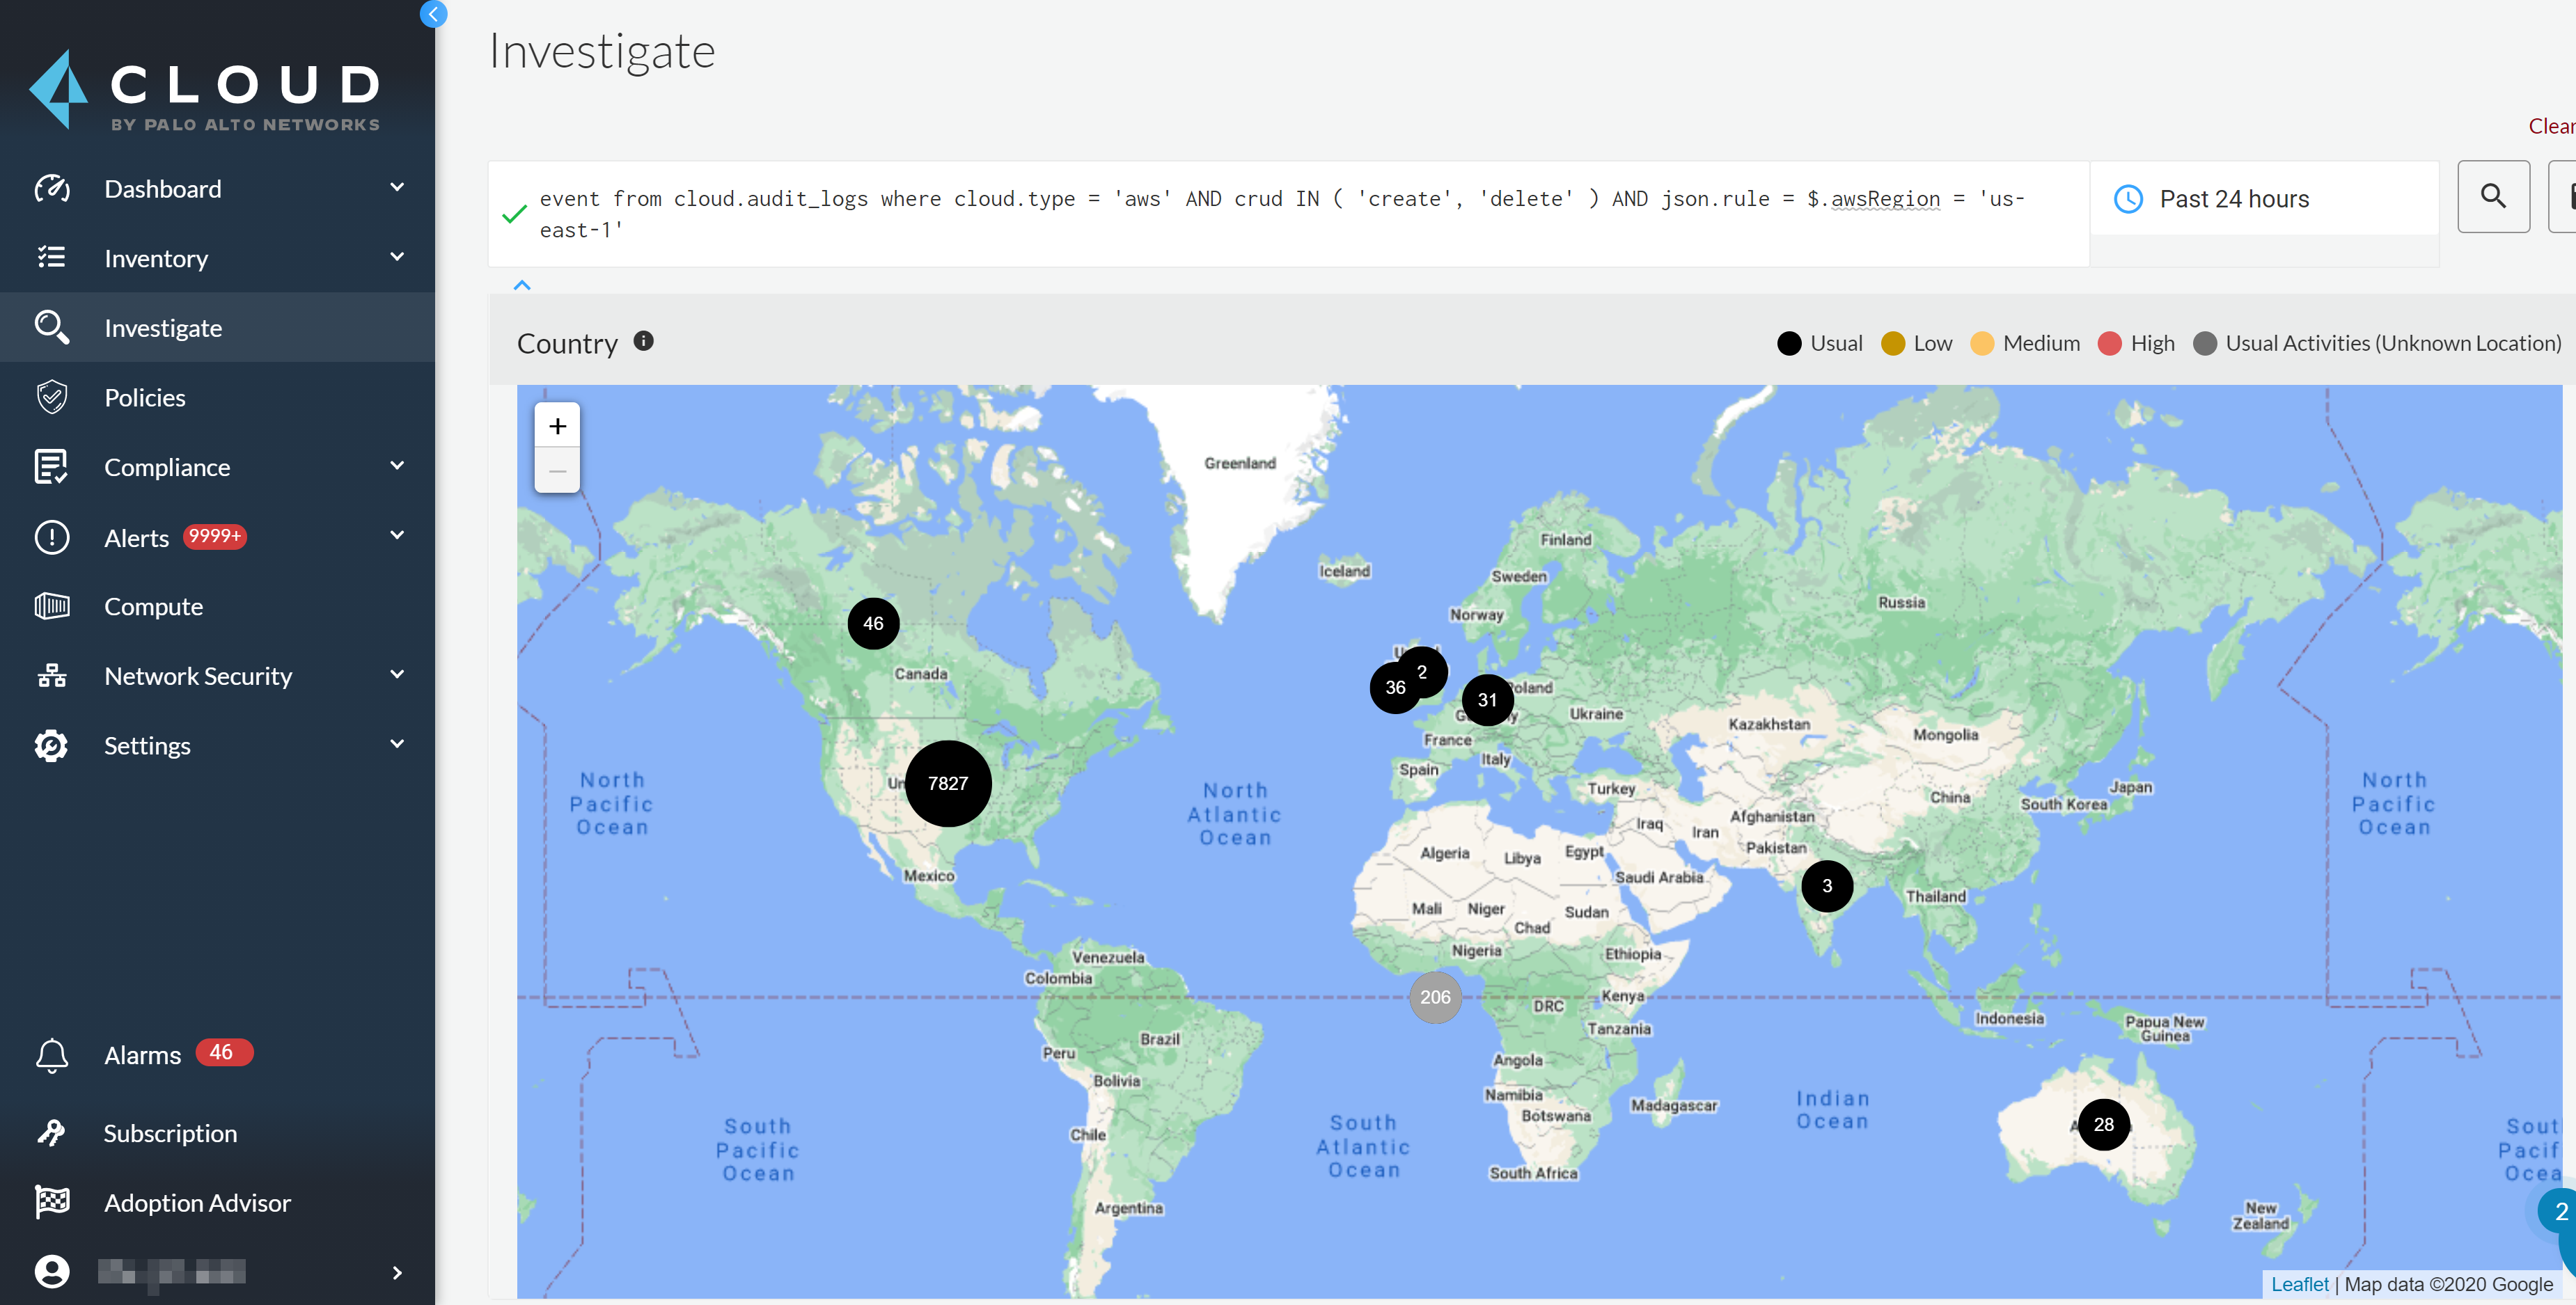 CLOUD
BY PALO ALTO NETWORKS
Dashboard
Inventory
Investigate
Policies
Compliance
Alerts 9999+
Compute
Network Security
Settings
Alarms 46
Subscription
Adoption Advisor
Investigate
Clear
event from cloud.audit_logs where cloud.type = 'aws' AND crud IN ( 'create', 'delete' ) AND json.rule = $.awsRegion = 'us-
east-1'
Past 24 hours
Country
Usual Low Medium High Usual Activities (Unknown Location)
+
−
Greenland
Iceland
Finland
Sweden
Norway
Russia
46
Canada
36
2
31
Poland
Ukraine
Kazakhstan
Mongolia
France
Italy
Spain
Turkey
7827
North
Pacific
Ocean
North
Atlantic
Ocean
China
South Korea
Japan
North
Pacific
Ocean
Iraq
Iran
Afghanistan
Pakistan
Algeria
Libya
Egypt
Saudi Arabia
Mexico
3
Thailand
Mali
Niger
Sudan
Chad
Nigeria
Ethiopia
Venezuela
Colombia
206
DRC
Kenya
Tanzania
Indonesia
Papua New
Guinea
Brazil
Peru
Bolivia
Angola
Namibia
Botswana
Madagascar
Indian
Ocean
28
South
Pacific
Ocean
South
Atlantic
Ocean
Chile
South Africa
Argentina
New
Zealand
Sout
Pacif
Ocea
2
Leaflet | Map data ©2020 Google